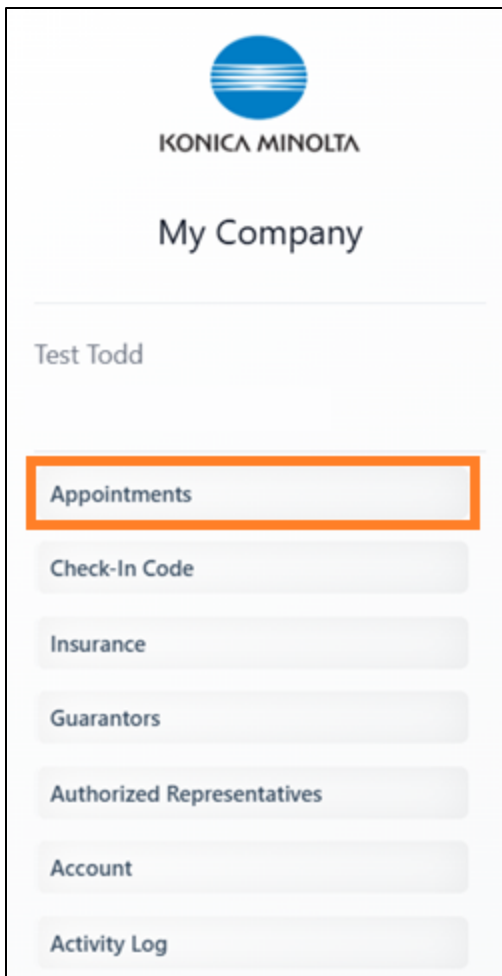 KONICA MINOLTA
My Company
Test Todd
Appointments
Check-In Code
Insurance
Guarantors
Authorized Representatives
Account
Activity Log